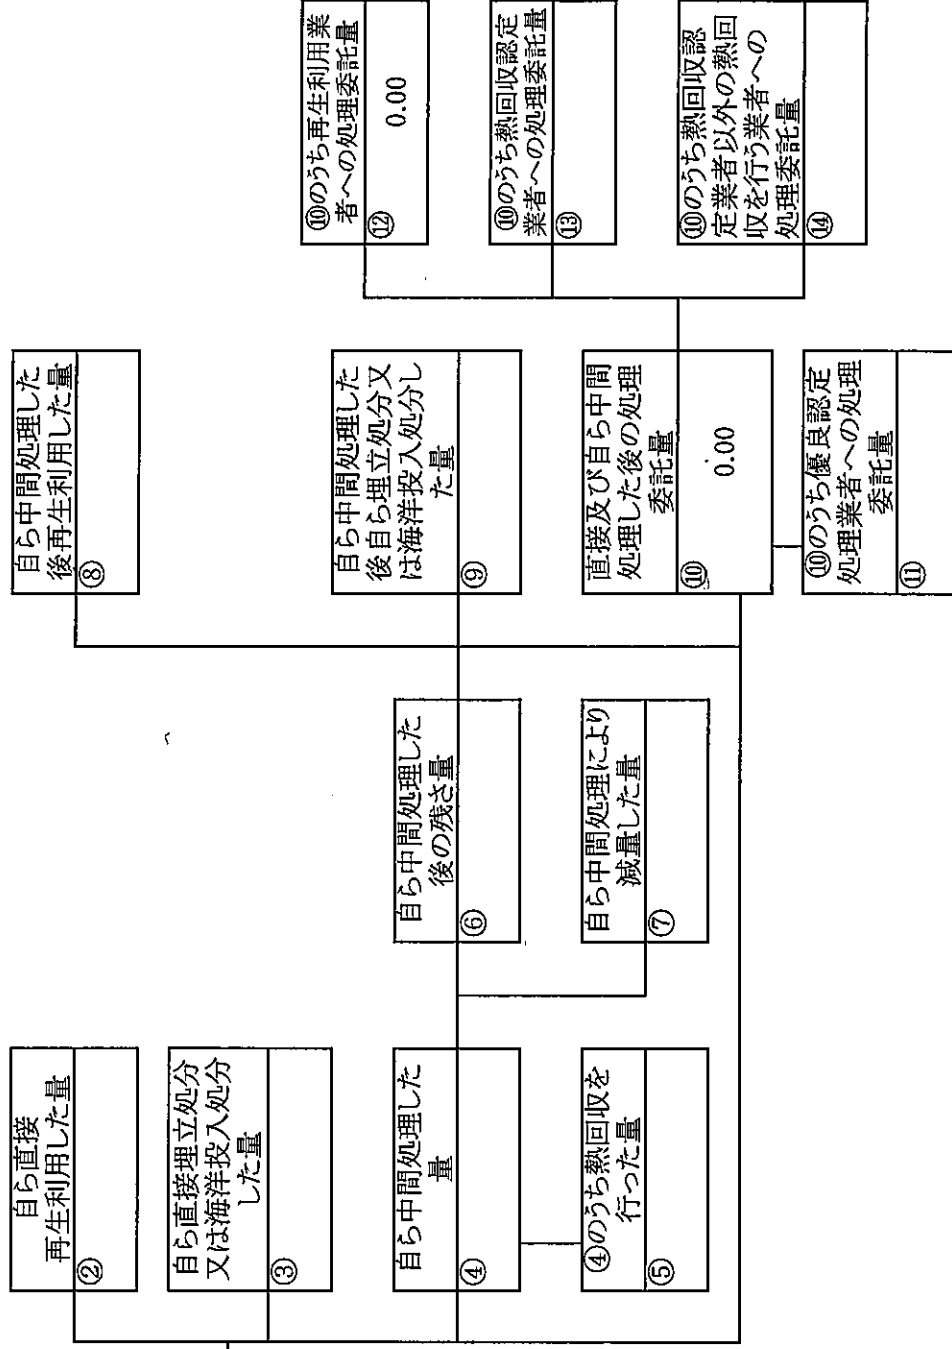 自ら直接
再生利用した量
②
自ら直接埋立処分
又は海洋投入処分
した量
③
自ら中間処理した
量
④
④のうち熱回収を
行った量
⑤
自ら中間処理した
後の残さ量
⑥
自ら中間処理により
減量した量
⑦
自ら中間処理した
後再生利用した量
⑧
自ら中間処理した
後自ら埋立処分又
は海洋投入処分し
た量
⑨
直接及び自ら中間
処理した後の処理
委託量
⑩
0.00
⑩のうち優良認定
処理業者への処理
委託量
⑪
⑩のうち再生利用業
者への処理委託量
⑫
0.00
⑩のうち熱回収認定
業者への処理委託量
⑬
⑩のうち熱回収認
定業者以外の熱回
収を行う業者への
処理委託量
⑭